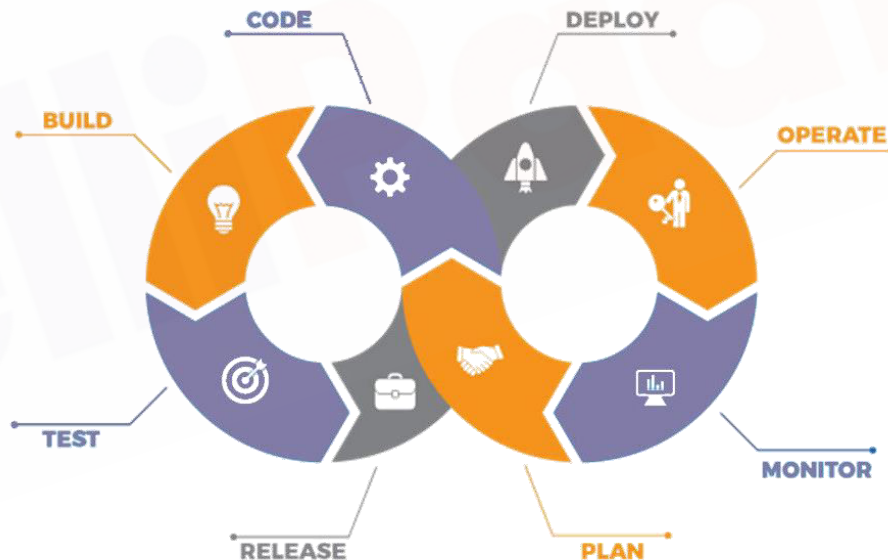 CODE
DEPLOY
BUILD
OPERATE
TEST
MONITOR
RELEASE
PLAN